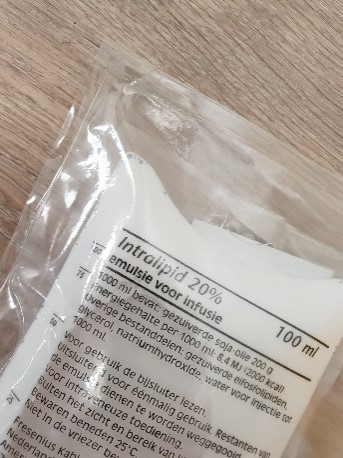 Intralipid 20%
emulsie voor infusie
100 ml
1000 ml bevat: gezuiverde soja-olie 200 g
Energiegehalte per 1000 ml: 8,4 MJ (2000 kcal)
Overige bestanddelen: gezuiverde eifosfolipiden,
glycerol, natriumhydroxide, water voor injectie tot
1000 ml.
75
50
Voor gebruik de bijsluiter lezen.
Uitsluitend voor éénmalig gebruik. Restanten van
de emulsie dienen te worden weggegooid.
Voor intraveneuze toediening.
Buiten het zicht en bereik van
Bewaren beneden 25°C
Niet in de vriezer
Fresenius Kabi
Nederland